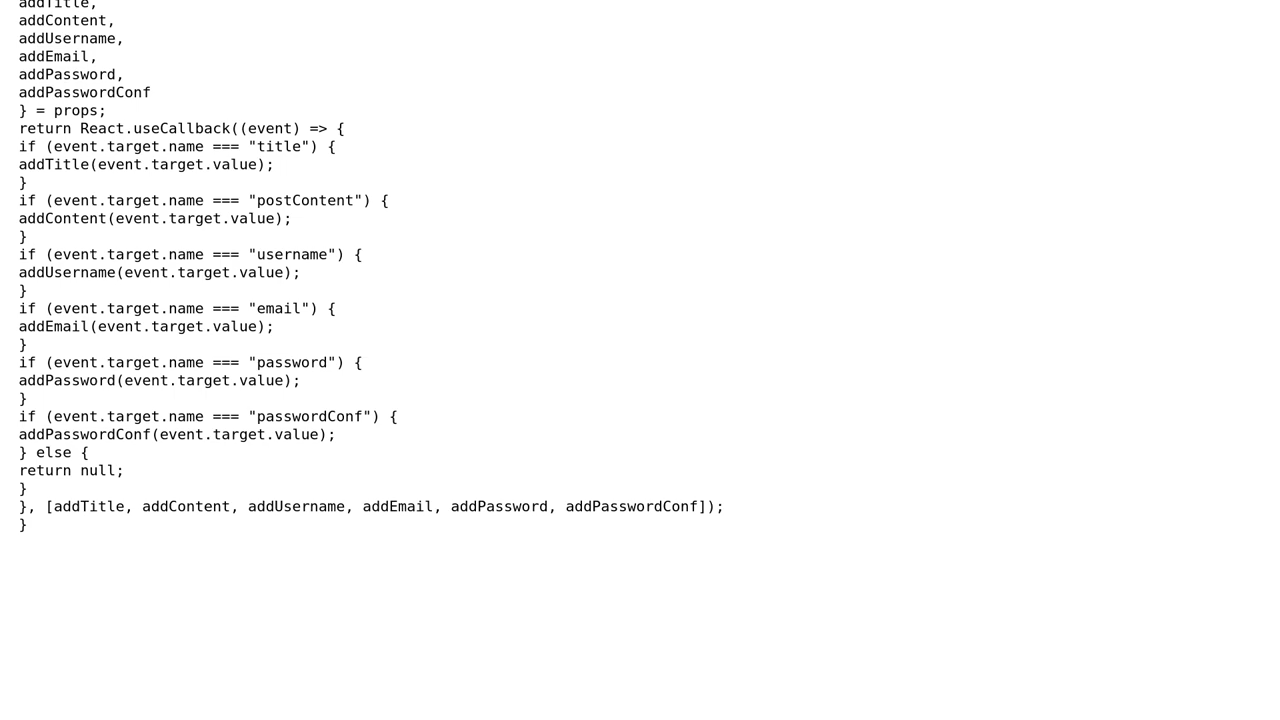 addTitle,
addContent,
addUsername,
addEmail,
addPassword,
addPasswordConf
} = props;
return React.useCallback((event) => {
if (event.target.name === "title") {
addTitle(event.target.value);
}
if (event.target.name === "postContent") {
addContent(event.target.value);
}
if (event.target.name === "username") {
addUsername(event.target.value);
}
if (event.target.name === "email") {
addEmail(event.target.value);
}
if (event.target.name === "password") {
addPassword(event.target.value);
}
if (event.target.name === "passwordConf") {
addPasswordConf(event.target.value);
} else {
return null;
}
}, [addTitle, addContent, addUsername, addEmail, addPassword, addPasswordConf]);
}